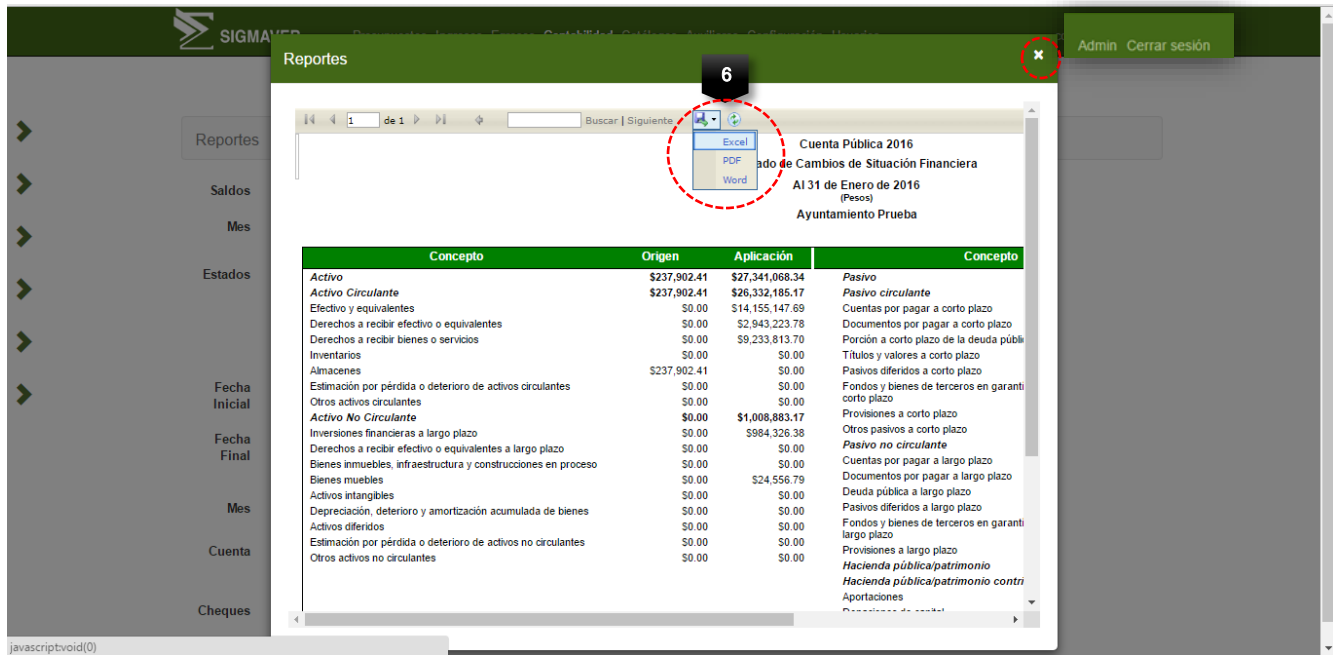 SIGMAVER
Contabilidad
Admin Cerrar sesión
Reportes
6
1 de 1 Buscar | Siguiente
Excel
PDF
Word
Reportes
Saldos
Mes
Estados
Fecha
Inicial
Fecha
Final
Mes
Cuenta
Cheques
Cuenta Pública 2016
ado de Cambios de Situación Financiera
Al 31 de Enero de 2016
(Pesos)
Ayuntamiento Prueba
Concepto Origen Aplicación Concepto
Activo $237,902.41 $27,341,068.34 Pasivo
Activo Circulante $237,902.41 $26,332,185.17 Pasivo circulante
Efectivo y equivalentes $0.00 $14,155,147.69 Cuentas por pagar a corto plazo
Derechos a recibir efectivo o equivalentes $0.00 $2,943,223.78 Documentos por pagar a corto plazo
Derechos a recibir bienes o servicios $0.00 $9,233,813.70 Porción a corto plazo de la deuda públi
Inventarios $0.00 $0.00 Títulos y valores a corto plazo
Almacenes $237,902.41 $0.00 Pasivos diferidos a corto plazo
Estimación por pérdida o deterioro de activos circulantes $0.00 $0.00 Fondos y bienes de terceros en garanti
corto plazo
Otros activos circulantes $0.00 $0.00
Activo No Circulante $0.00 $1,008,883.17 Provisiones a corto plazo
Inversiones financieras a largo plazo $0.00 $984,326.38 Otros pasivos a corto plazo
Derechos a recibir efectivo o equivalentes a largo plazo $0.00 $0.00 Pasivo no circulante
Bienes inmuebles, infraestructura y construcciones en proceso $0.00 $0.00 Cuentas por pagar a largo plazo
Bienes muebles $0.00 $24,556.79 Documentos por pagar a largo plazo
Activos intangibles $0.00 $0.00 Deuda pública a largo plazo
Depreciación, deterioro y amortización acumulada de bienes $0.00 $0.00 Pasivos diferidos a largo plazo
Activos diferidos $0.00 $0.00 Fondos y bienes de terceros en garanti
largo plazo
Estimación por pérdida o deterioro de activos no circulantes $0.00 $0.00 Provisiones a largo plazo
Otros activos no circulantes $0.00 $0.00
Hacienda pública/patrimonio
Hacienda pública/patrimonio contri
Aportaciones
javascript:void(0)